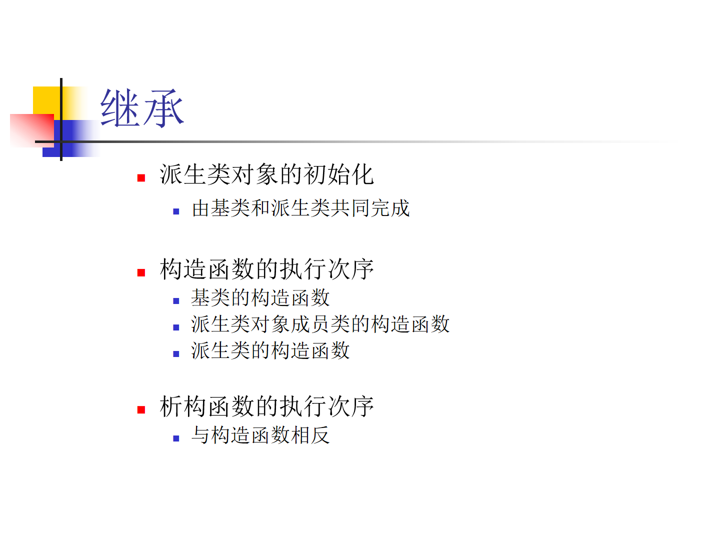 继承
派生类对象的初始化
由基类和派生类共同完成
构造函数的执行次序
基类的构造函数
派生类对象成员类的构造函数
派生类的构造函数
析构函数的执行次序
与构造函数相反